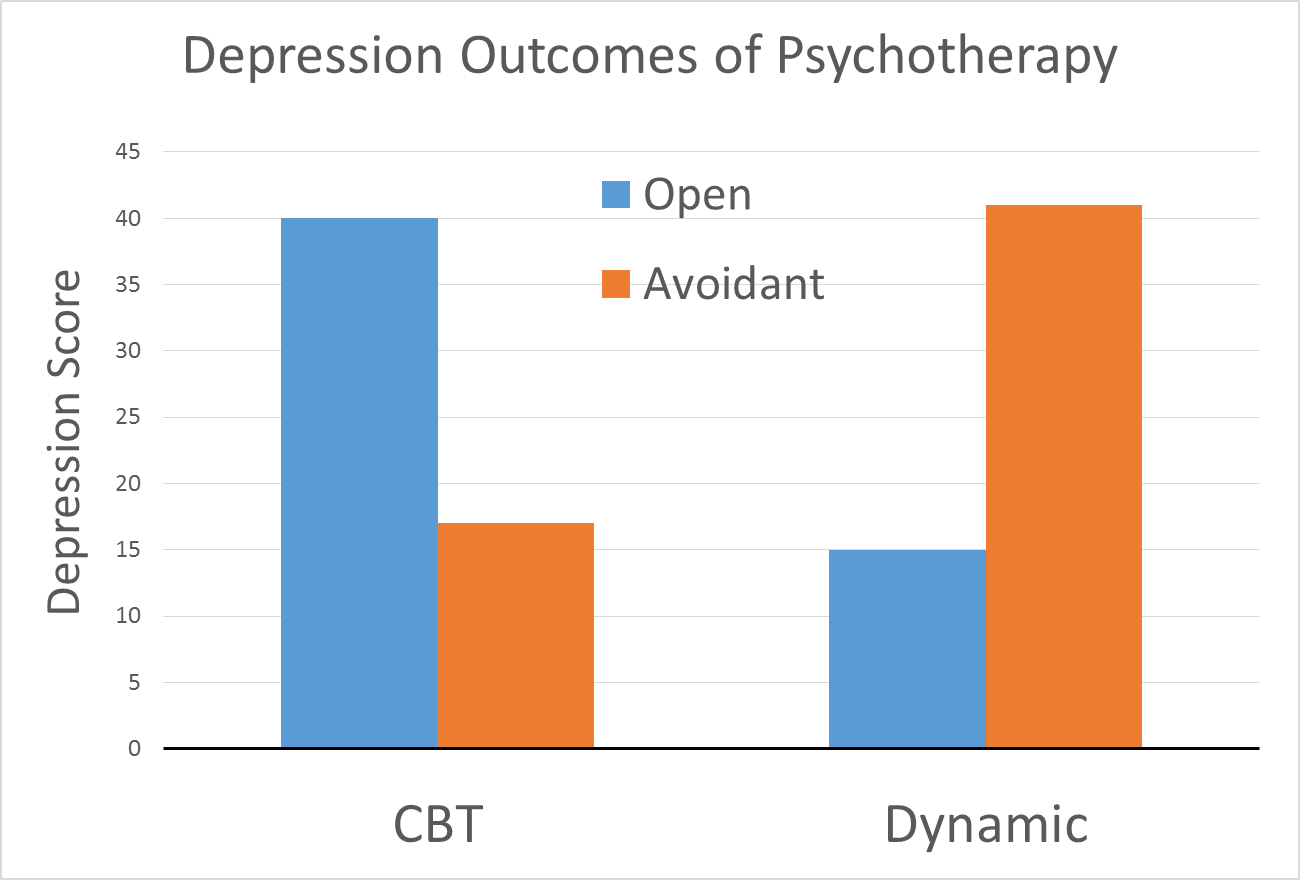 Depression Outcomes of Psychotherapy
Depression Score
45
40
35
30
25
20
15
10
5
0
Open
Avoidant
CBT
Dynamic